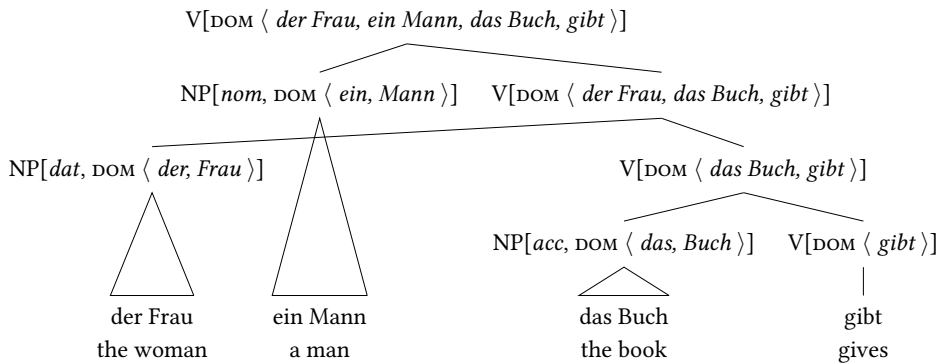 V[DOM ⟨ der Frau, ein Mann, das Buch, gibt ⟩]
NP[nom, DOM ⟨ ein, Mann ⟩] V[DOM ⟨ der Frau, das Buch, gibt ⟩]
NP[dat, DOM ⟨ der, Frau ⟩] V[DOM ⟨ das Buch, gibt ⟩]
NP[acc, DOM ⟨ das, Buch ⟩] V[DOM ⟨ gibt ⟩]
der Frau ein Mann das Buch gibt
the woman a man the book gives